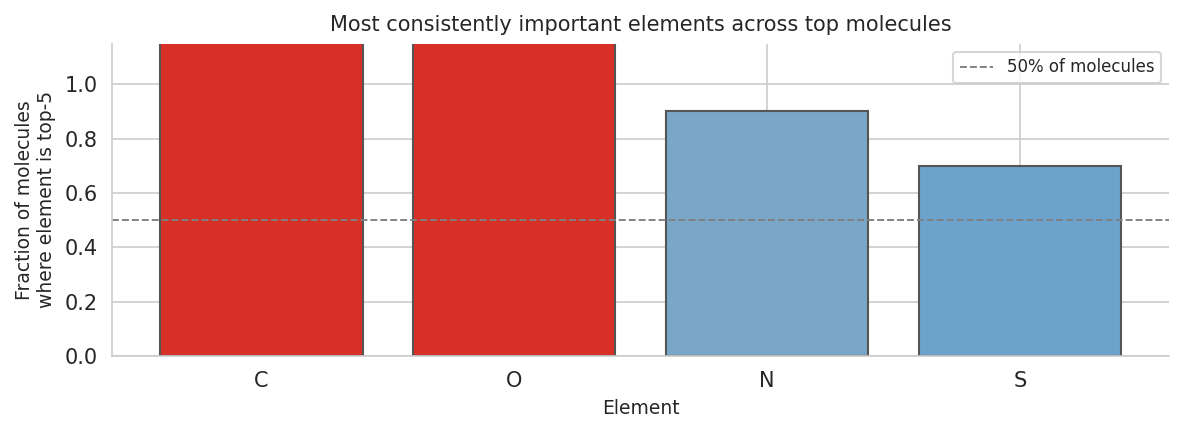 Most consistently important elements across top molecules
50% of molecules
Fraction of molecules
where element is top-5
1.0
0.8
0.6
0.4
0.2
0.0
C
O
N
S
Element